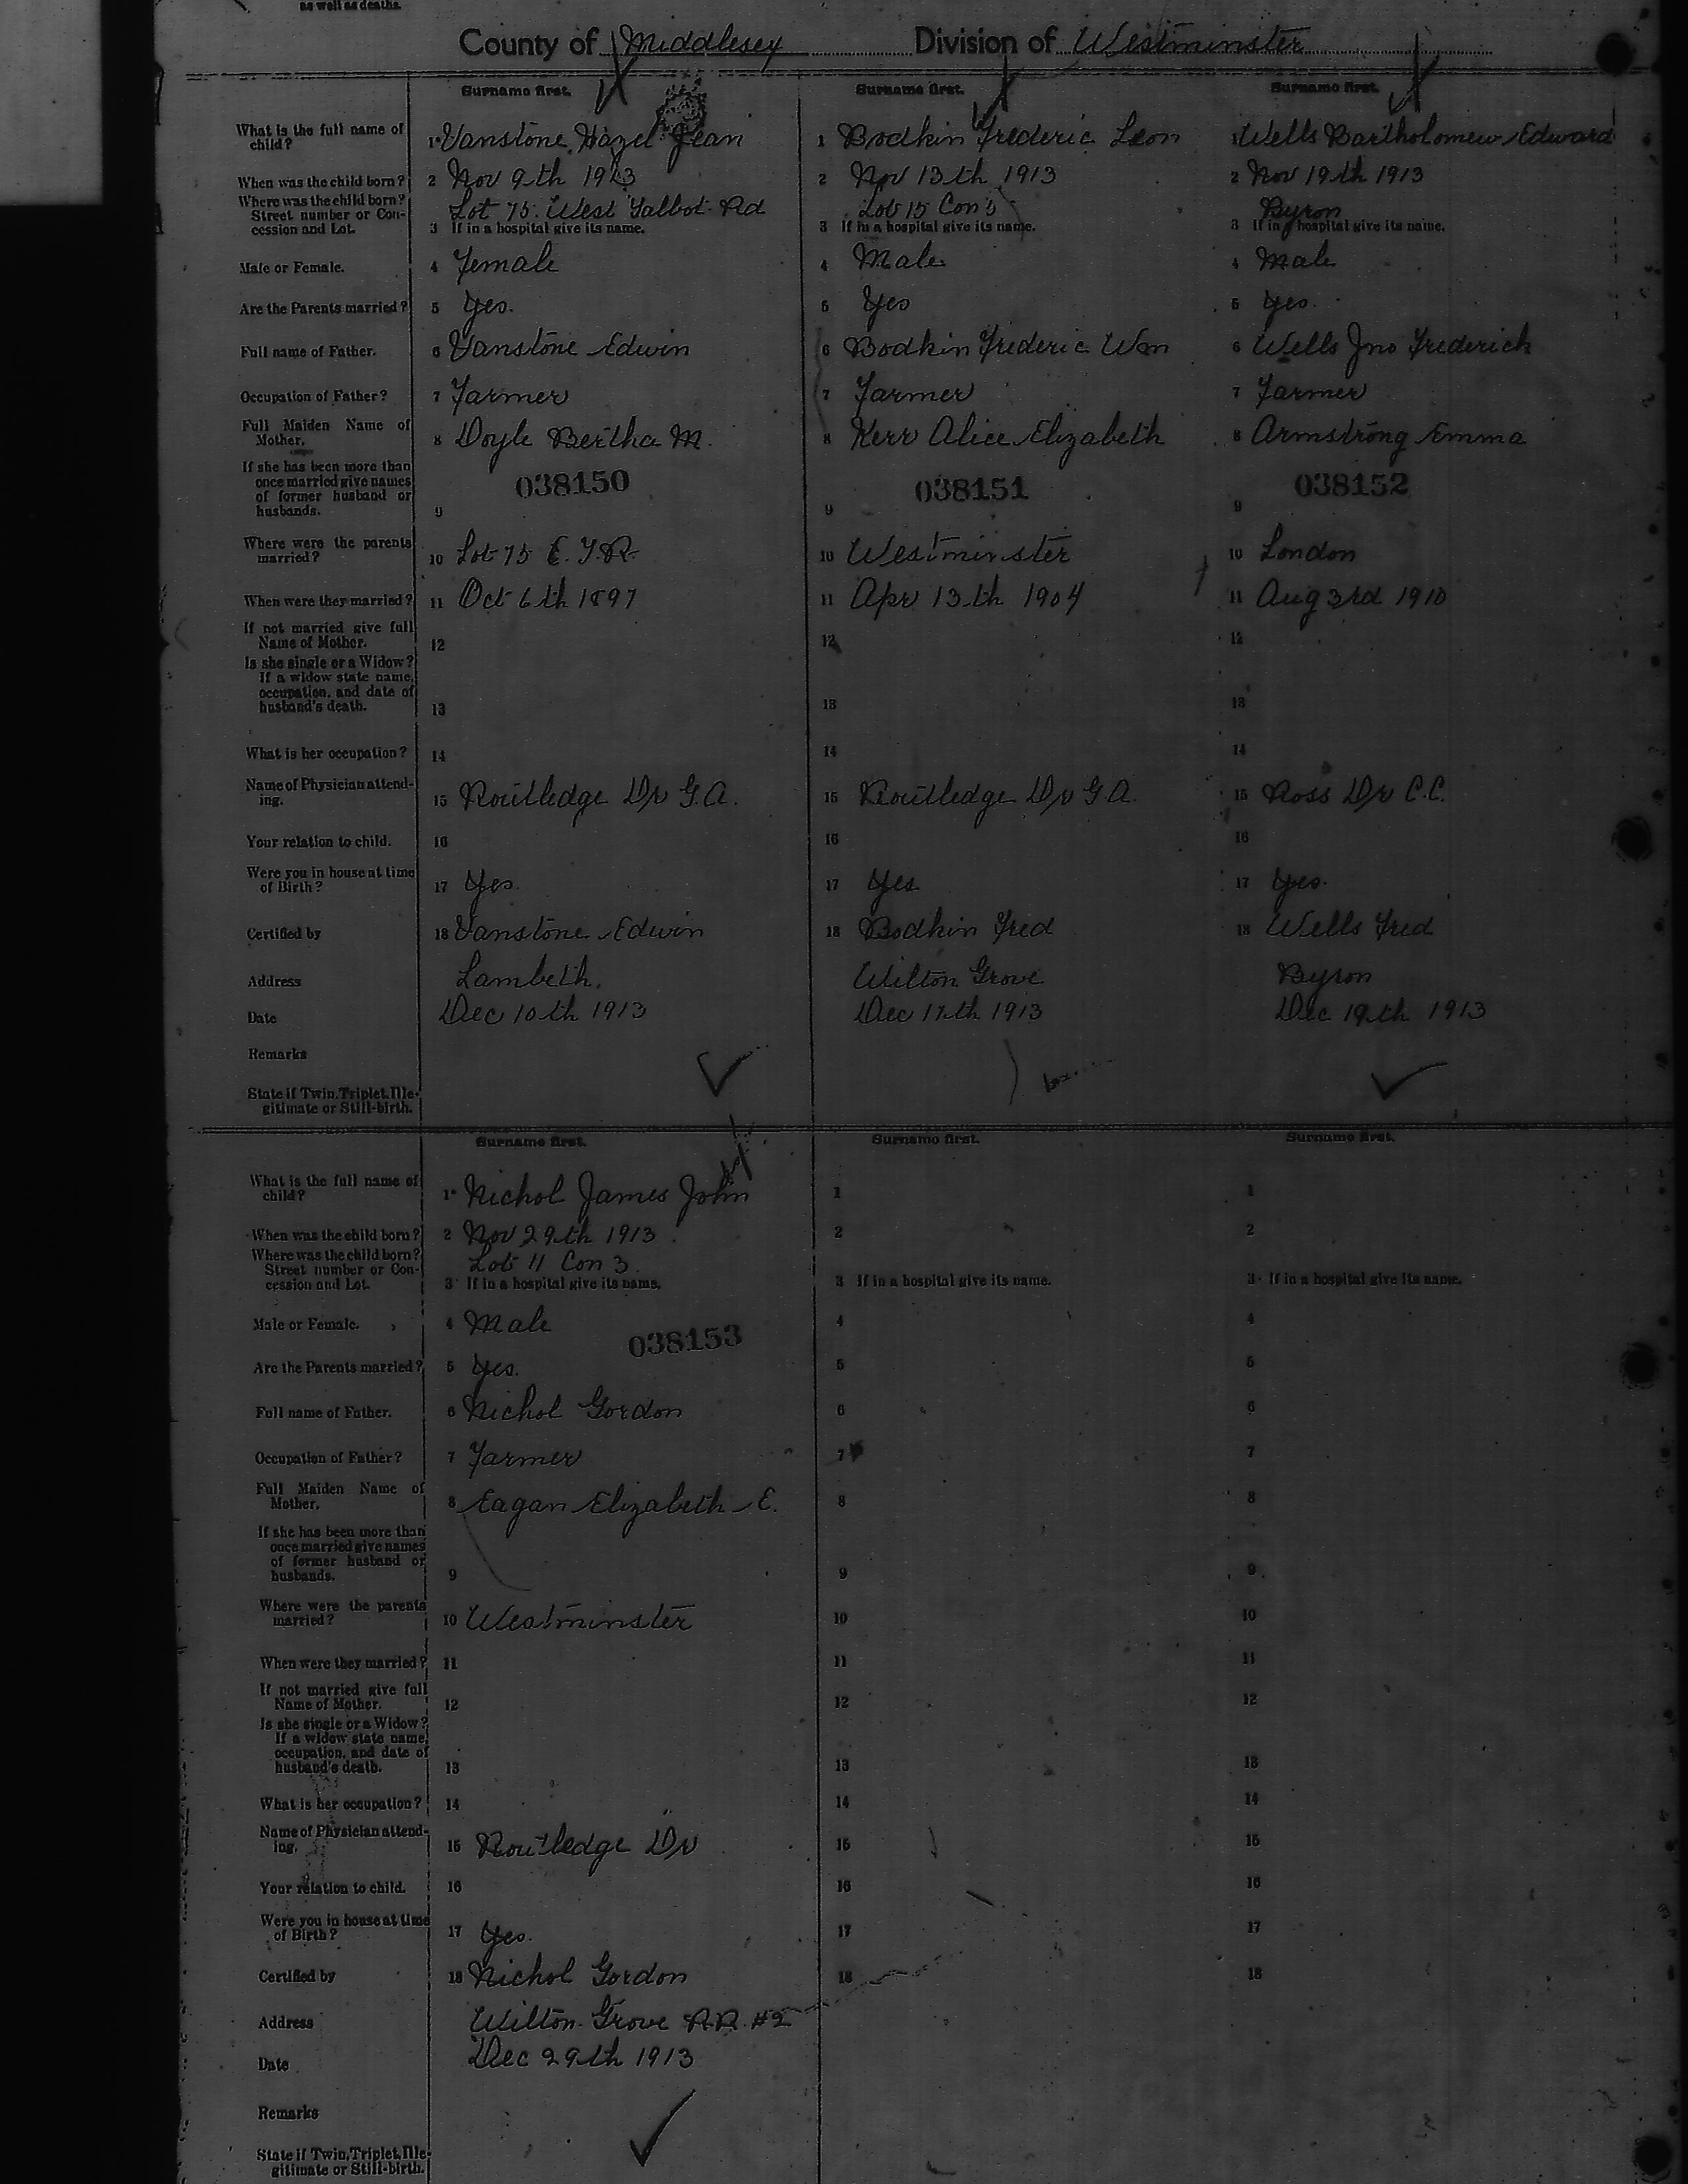 as well as deaths.
County of Middlesex Division of Westminster
Surname first. Surname first. Surname first.
What is the full name of child? 1 Vanstone Hazel Jean 1 Bodkin Frederic Leon 1 Wells Bartholomew Edward
When was the child born? 2 Nov 9th 1913 2 Nov 13th 1913 2 Nov 19th 1913
Where was the child born? Street number or Concession and Lot. Lot 75 West Talbot Rd Lot 15 Con 5 Byron
3 If in a hospital give its name. 3 If in a hospital give its name. 3 If in a hospital give its name.
Male or Female. 4 Female 4 Male 4 Male
Are the Parents married? 5 Yes. 5 Yes 5 Yes.
Full name of Father. 6 Vanstone Edwin 6 Bodkin Frederic Wm 6 Wells Jno Frederick
Occupation of Father? 7 Farmer 7 Farmer 7 Farmer
Full Maiden Name of Mother. 8 Doyle Bertha M. 8 Kerr Alice Elizabeth 8 Armstrong Emma
038150 038151 038152
If she has been more than once married give names of former husband or husbands. 9 9 9
Where were the parents married? 10 Lot 75 E. T. R. 10 Westminster 10 London
When were they married? 11 Oct 6th 1897 11 Apr 13th 1904 11 Aug 3rd 1910
If not married give full Name of Mother. 12 12 12
Is she single or a Widow? If a widow state name, occupation, and date of husband's death. 13 13 13
What is her occupation? 14 14 14
Name of Physician attending. 15 Routledge Dr G.A. 15 Routledge Dr G A 15 Ross Dr C.C.
Your relation to child. 16 16 16
Were you in house at time of Birth? 17 Yes. 17 Yes 17 Yes.
Certified by 18 Vanstone Edwin 18 Bodkin Fred 18 Wells Fred
Address Lambeth. Wilton Grove Byron
Date Dec 10th 1913 Dec 17th 1913 Dec 19th 1913
Remarks
State if Twin, Triplet, Illegitimate or Still-birth.
Surname first. Surname first. Surname first.
What is the full name of child? 1 Nichol James John 1 1
When was the child born? 2 Nov 29th 1913 2 2
Where was the child born? Street number or Concession and Lot. Lot 11 Con 3
3 If in a hospital give its name. 3 If in a hospital give its name. 3 If in a hospital give its name.
Male or Female. 4 Male 4 4
038153
Are the Parents married? 5 Yes. 5 5
Full name of Father. 6 Nichol Gordon 6 6
Occupation of Father? 7 Farmer 7 7
Full Maiden Name of Mother. 8 Eagan Elizabeth E. 8 8
If she has been more than once married give names of former husband or husbands. 9 9 9
Where were the parents married? 10 Westminster 10 10
When were they married? 11 11 11
If not married give full Name of Mother. 12 12 12
Is she single or a Widow? If a widow state name, occupation, and date of husband's death. 13 13 13
What is her occupation? 14 14 14
Name of Physician attending. 15 Routledge Dr 15 15
Your relation to child. 16 16 16
Were you in house at time of Birth? 17 Yes. 17 17
Certified by 18 Nichol Gordon 18 18
Address Wilton Grove R.R. #2
Date Dec 29th 1913
Remarks
State if Twin, Triplet, Illegitimate or Still-birth.